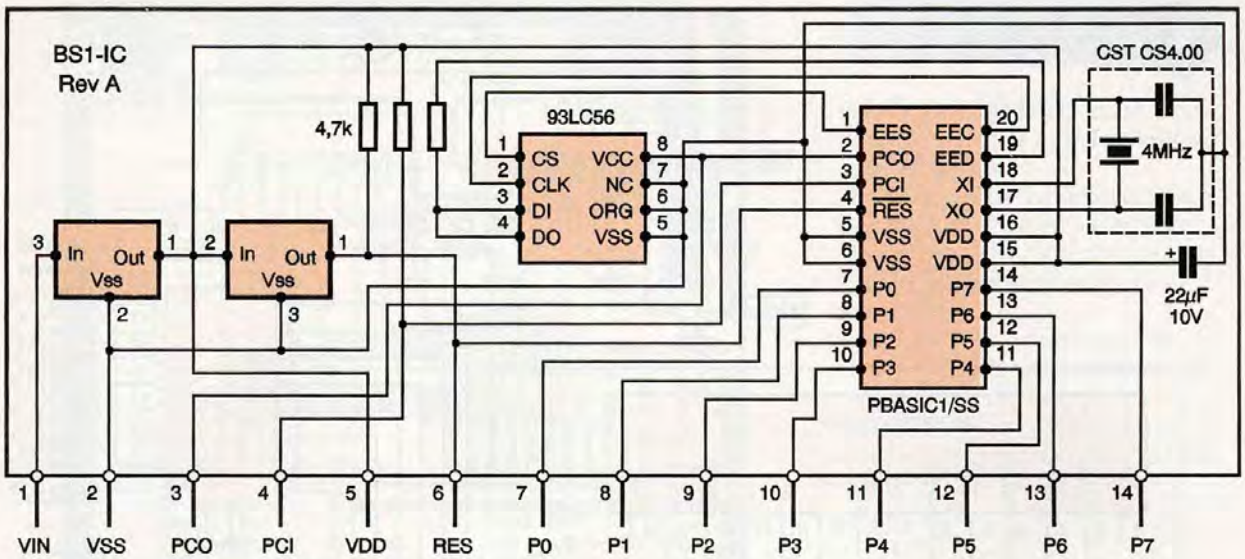 BS1-IC
Rev A
CST CS4.00
4,7k
93LC56
1 CS VCC 8
2 CLK NC 7
3 DI ORG 6
4 DO VSS 5
1 EES EEC 20
2 PCO EED 19
3 PCI XI 18
4 RES XO 17
5 VSS VDD 16
6 VSS VDD 15
7 P0 P7 14
8 P1 P6 13
9 P2 P5 12
10 P3 P4 11
PBASIC1/SS
4MHz
+
22µF
10V
3 In Out 1
Vss
2
2 In Out 1
Vss
3
1 2 3 4 5 6 7 8 9 10 11 12 13 14
VIN VSS PCO PCI VDD RES P0 P1 P2 P3 P4 P5 P6 P7